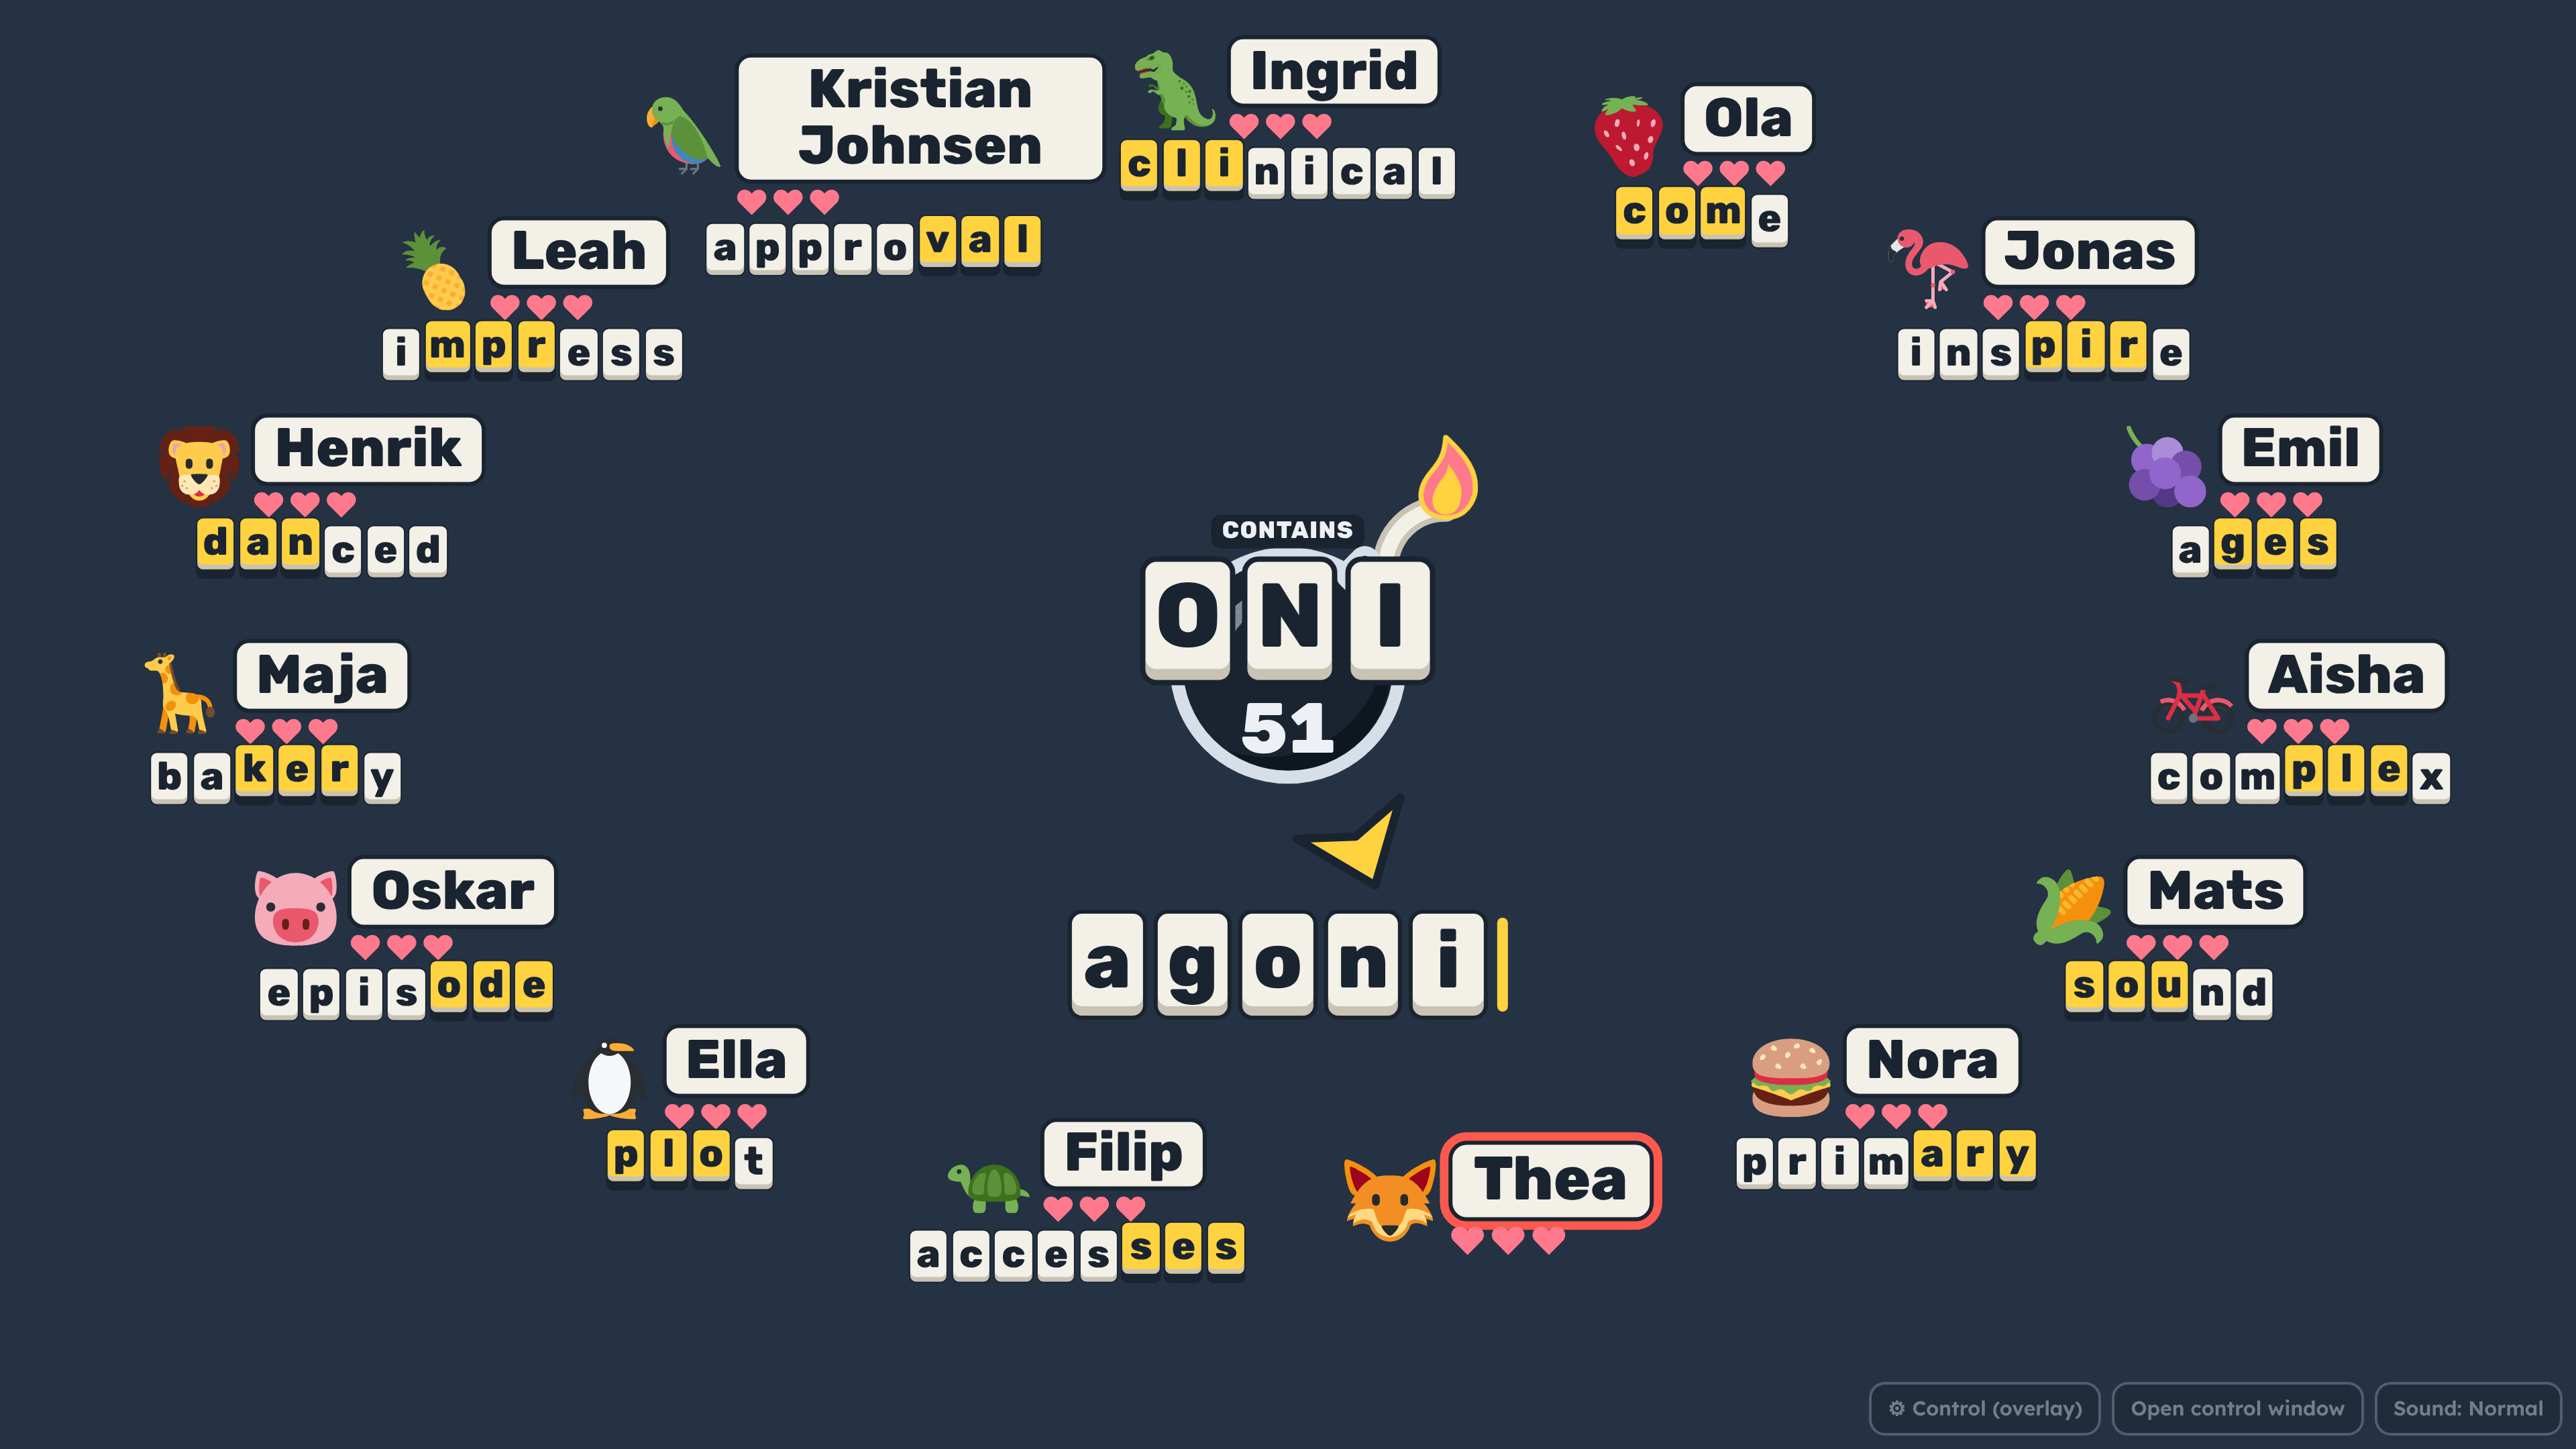 Kristian
Johnsen
approval
Ingrid
clinical
Ola
come
Leah
impress
Jonas
inspire
Henrik
danced
Emil
ages
CONTAINS
ONI
51
Maja
bakery
Aisha
complex
Oskar
episode
agoni
Mats
sound
Ella
plot
Nora
primary
Filip
accesses
Thea
⚙ Control (overlay)
Open control window
Sound: Normal